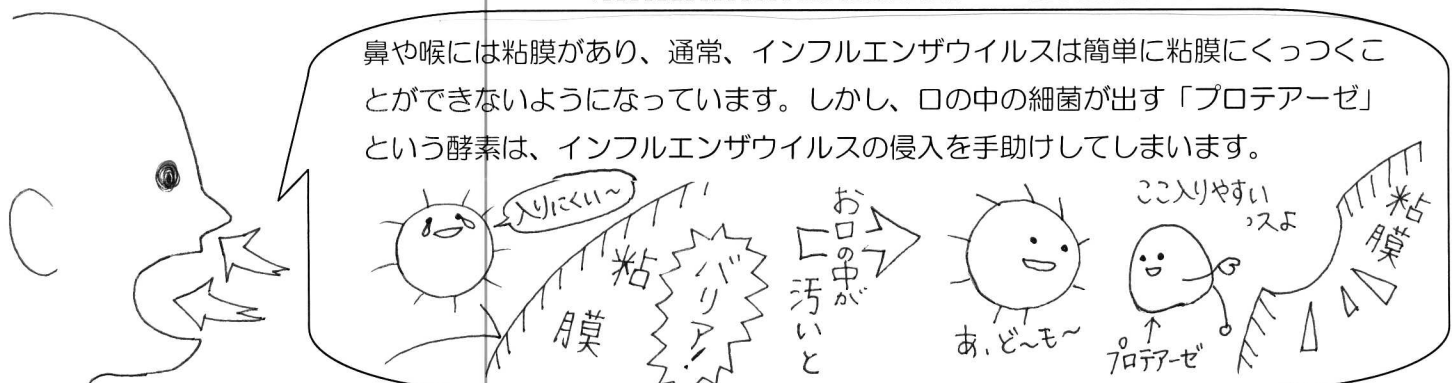 鼻や喉には粘膜があり、通常、インフルエンザウイルスは簡単に粘膜にくっつくこ
とができないようになっています。しかし、口の中の細菌が出す「プロテアーゼ」
という酵素は、インフルエンザウイルスの侵入を手助けしてしまいます。
入りにくい〜
粘膜
バリア!
お口の中が
汚いと
あ、ど〜も〜
ここ入りやすい
スよ
プロテアーゼ
粘膜